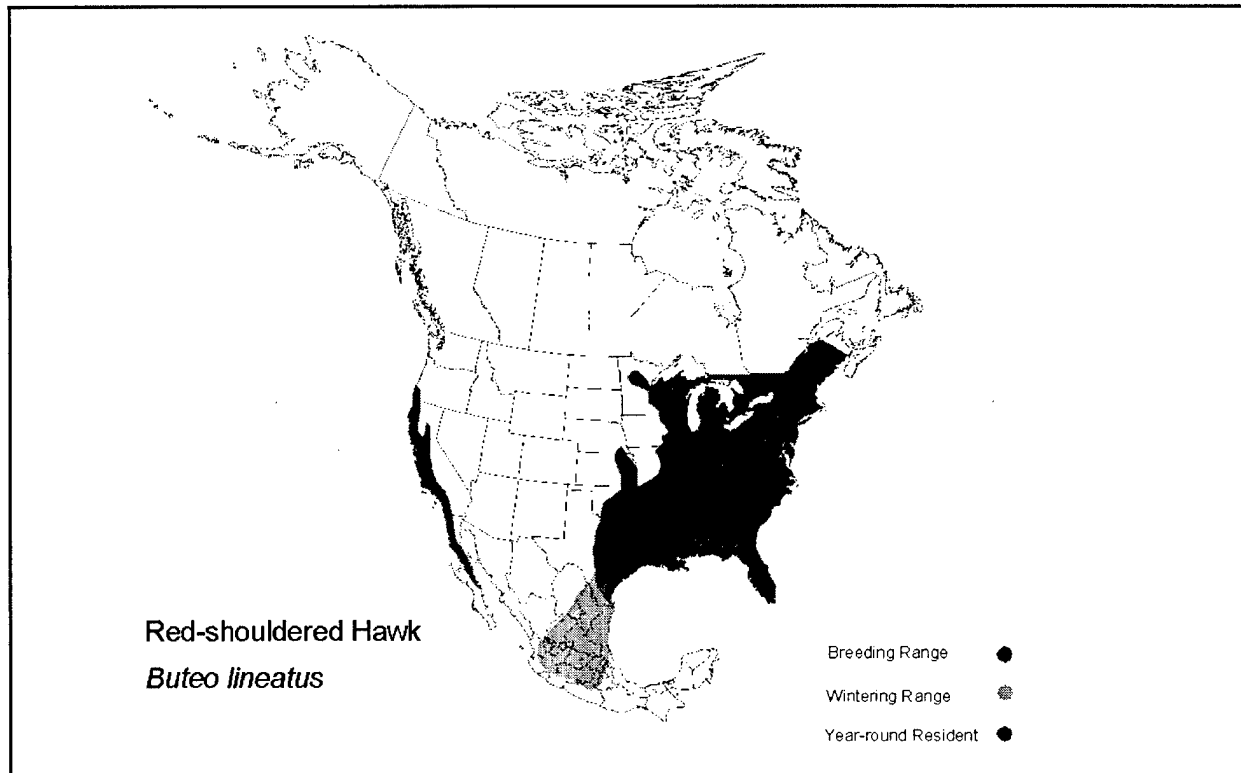 Red-shouldered Hawk
Buteo lineatus
Breeding Range
Wintering Range
Year-round Resident